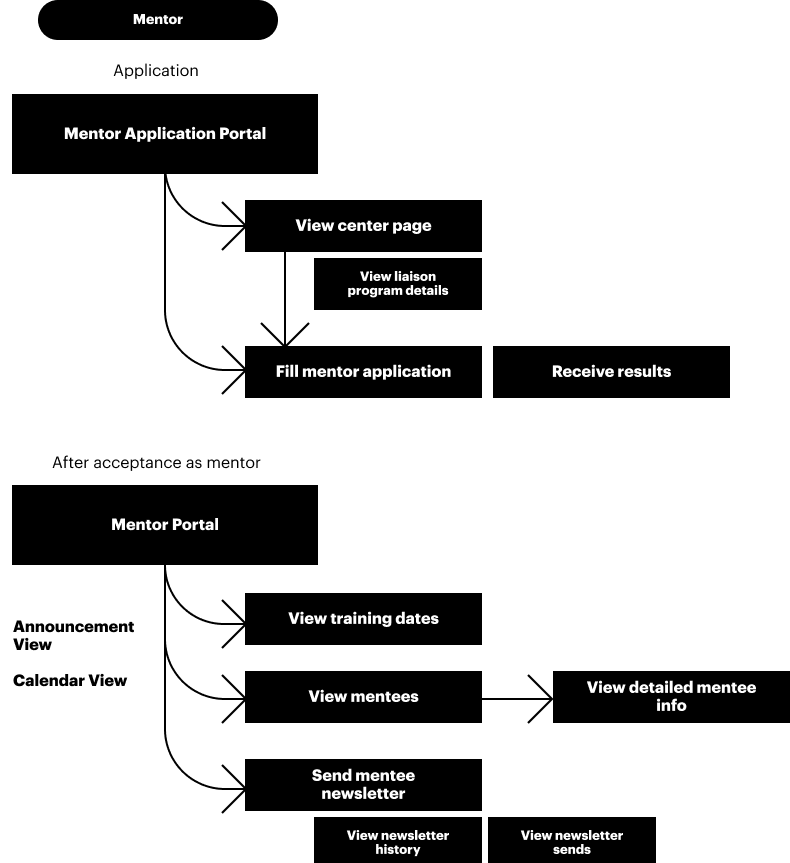 Mentor
Application
Mentor Application Portal
View center page
View liaison
program details
Fill mentor application
Receive results
After acceptance as mentor
Mentor Portal
View training dates
Announcement
View
Calendar View
View mentees
View detailed mentee
info
Send mentee
newsletter
View newsletter
history
View newsletter
sends